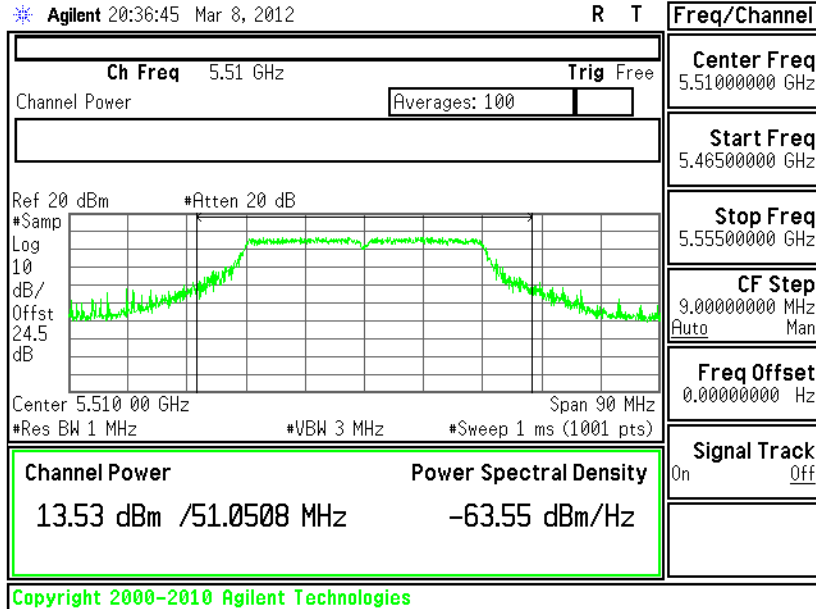 Agilent 20:36:45 Mar 8, 2012 R T
Freq/Channel
Ch Freq 5.51 GHz Trig Free
Channel Power Averages: 100
Ref 20 dBm #Atten 20 dB
#Samp
Log
10
dB/
Offst
24.5
dB
Center 5.510 00 GHz Span 90 MHz
#Res BW 1 MHz #VBW 3 MHz #Sweep 1 ms (1001 pts)
Channel Power Power Spectral Density
13.53 dBm /51.0508 MHz -63.55 dBm/Hz
Copyright 2000-2010 Agilent Technologies
Center Freq
5.51000000 GHz
Start Freq
5.46500000 GHz
Stop Freq
5.55500000 GHz
CF Step
9.00000000 MHz
Auto Man
Freq Offset
0.00000000 Hz
Signal Track
On Off